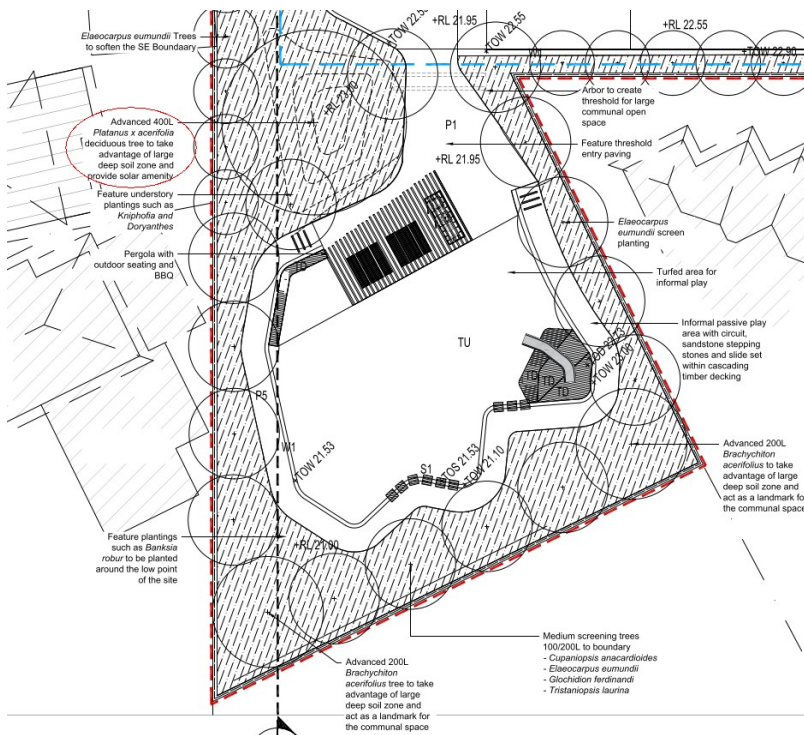 Elaeocarpus eumundii Trees
to soften the SE Boundaary
Advanced 400L
Platanus x acerifolia
deciduous tree to take
advantage of large
deep soil zone and
provide solar amenity
Feature understory
plantings such as
Kniphofia and
Doryanthes
Pergola with
outdoor seating and
BBQ
Feature plantings
such as Banksia
robur to be planted
around the low point
of the site
+RL 21.95
+TOW 22.55
+RL 22.55
+TOW 22.90
+RL 23.00
P1
+RL 21.95
Arbor to create
threshold for large
communal open
space
Feature threshold
entry paving
Elaeocarpus
eumundii screen
planting
Turfed area for
informal play
Informal passive play
area with circuit,
sandstone stepping
stones and slide set
within cascading
timber decking
Advanced 200L
Brachychiton
acerifolius to take
advantage of large
deep soil zone and
act as a landmark for
the communal space
TD
TU
TD
TD
TD
+TOW 23.00
P5
W1
+TOW 21.53
S1
+TOS 21.53
+TOW 21.10
+RL 21.00
Advanced 200L
Brachychiton
acerifolius tree to take
advantage of large
deep soil zone and
act as a landmark for
the communal space
Medium screening trees
100/200L to boundary
- Cupaniopsis anacardioides
- Elaeocarpus eumundii
- Glochidion ferdinandi
- Tristaniopsis laurina